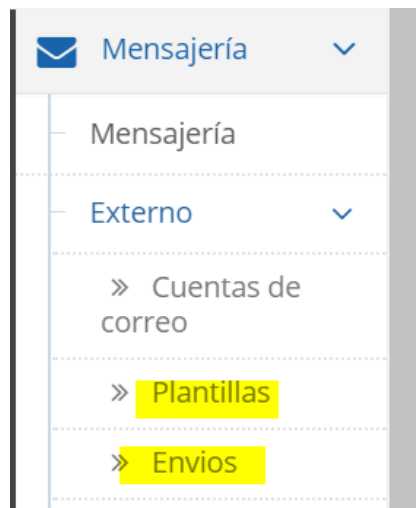 Mensajería
Mensajería
Externo
» Cuentas de
correo
» Plantillas
» Envios